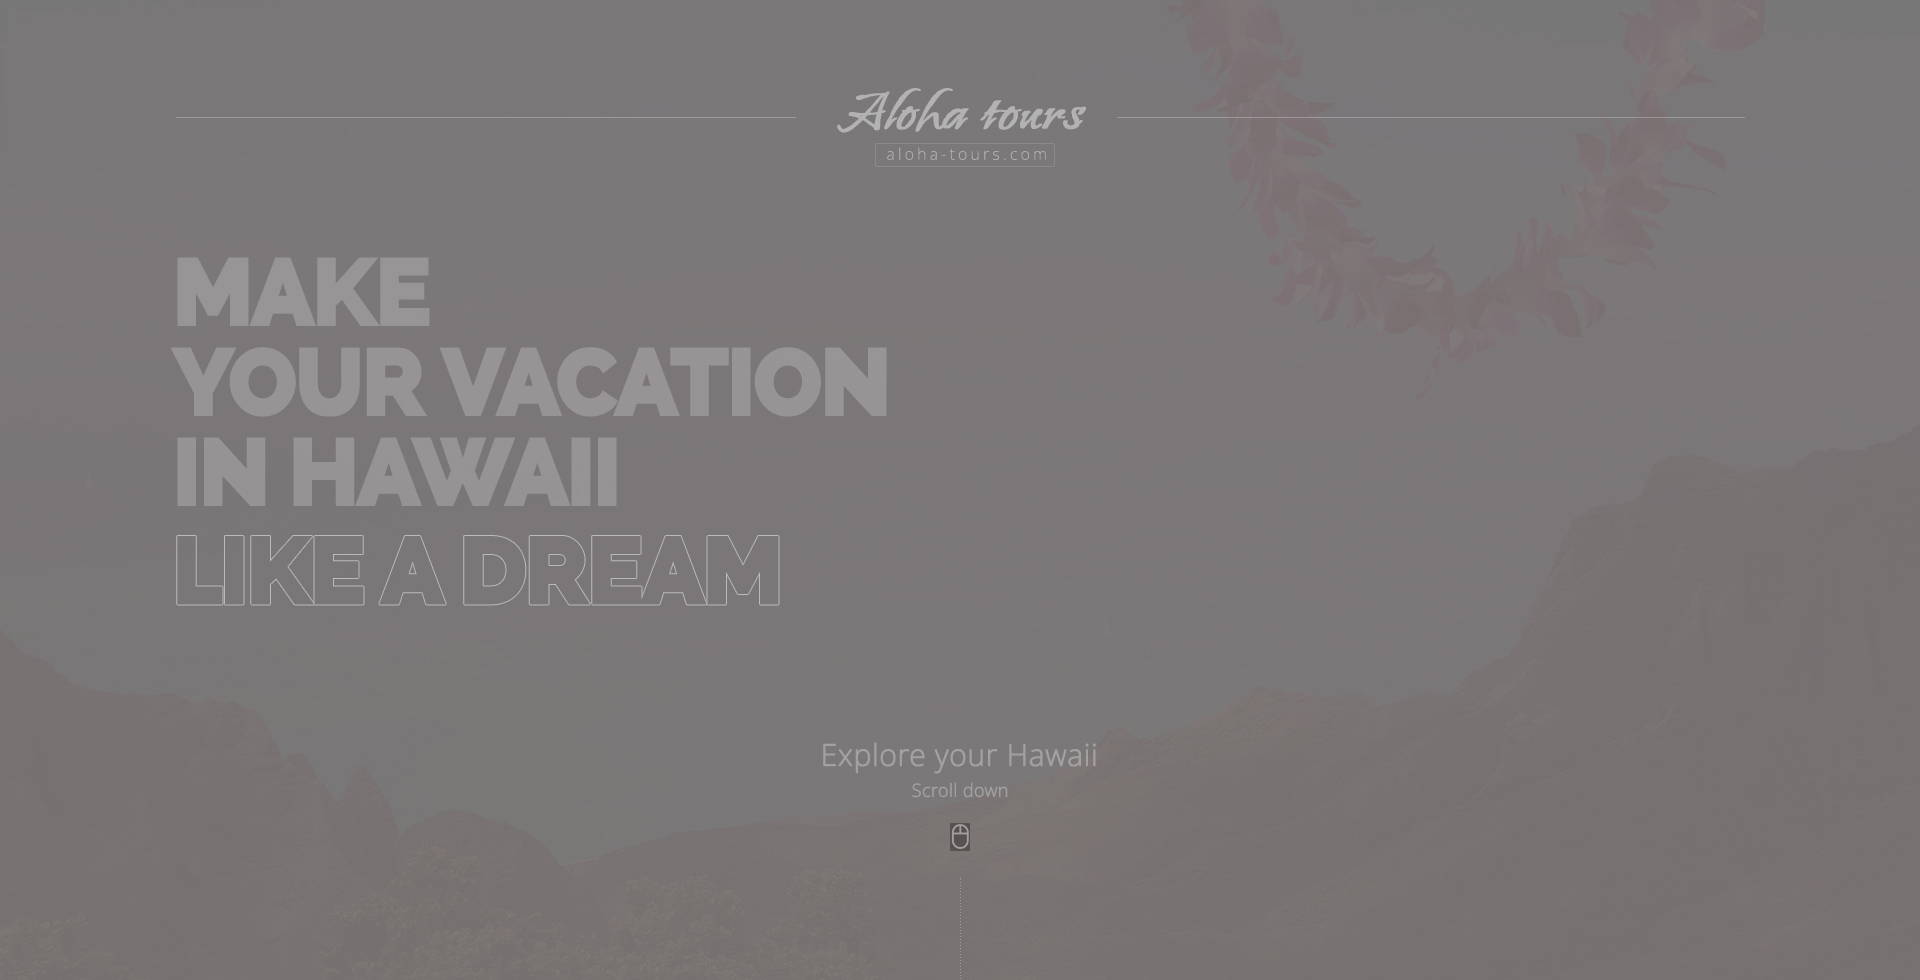 Aloha tours
aloha-tours.com
MAKE
YOUR VACATION
IN HAWAII
LIKE A DREAM
Explore your Hawaii
Scroll down